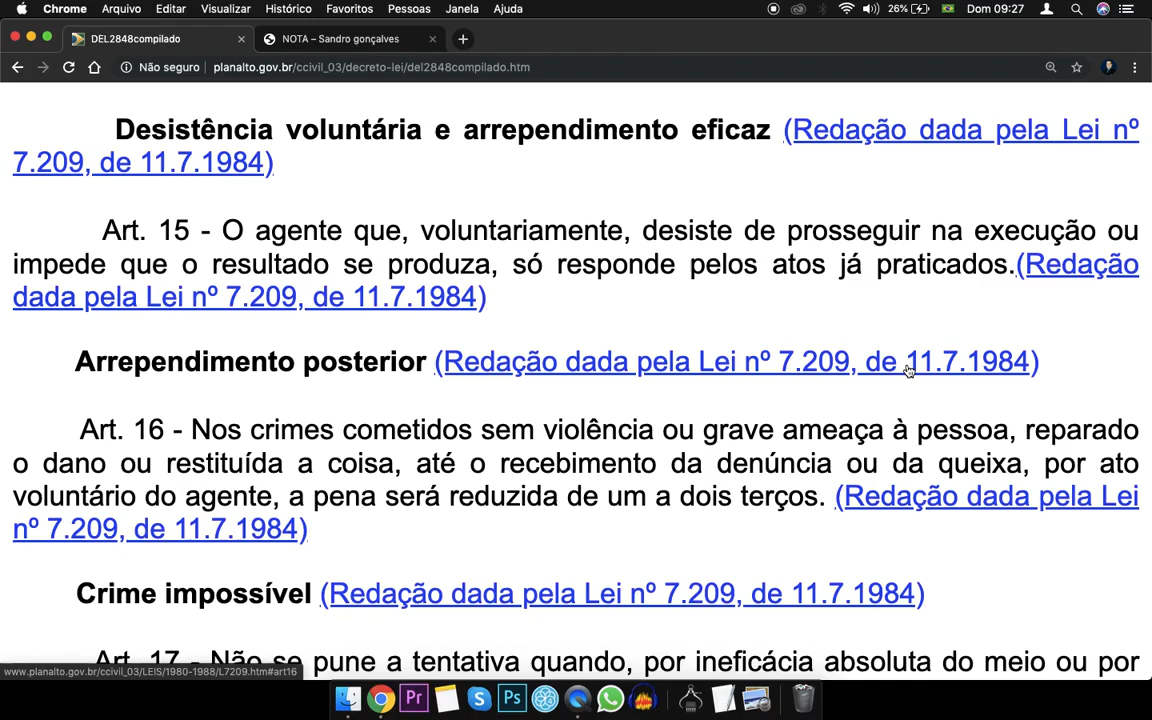 Chrome Arquivo Editar Visualizar Histórico Favoritos Pessoas Janela Ajuda 26% Dom 09:27
DEL2848compilado NOTA – Sandro gonçalves
Não seguro planalto.gov.br/ccivil_03/decreto-lei/del2848compilado.htm
Desistência voluntária e arrependimento eficaz (Redação dada pela Lei nº
7.209, de 11.7.1984)
Art. 15 - O agente que, voluntariamente, desiste de prosseguir na execução ou
impede que o resultado se produza, só responde pelos atos já praticados.(Redação
dada pela Lei nº 7.209, de 11.7.1984)
Arrependimento posterior (Redação dada pela Lei nº 7.209, de 11.7.1984)
Art. 16 - Nos crimes cometidos sem violência ou grave ameaça à pessoa, reparado
o dano ou restituída a coisa, até o recebimento da denúncia ou da queixa, por ato
voluntário do agente, a pena será reduzida de um a dois terços. (Redação dada pela Lei
nº 7.209, de 11.7.1984)
Crime impossível (Redação dada pela Lei nº 7.209, de 11.7.1984)
Art. 17 - Não se pune a tentativa quando, por ineficácia absoluta do meio ou por
www.planalto.gov.br/ccivil_03/LEIS/1980-1988/L7209.htm#art16
Pr S Ps